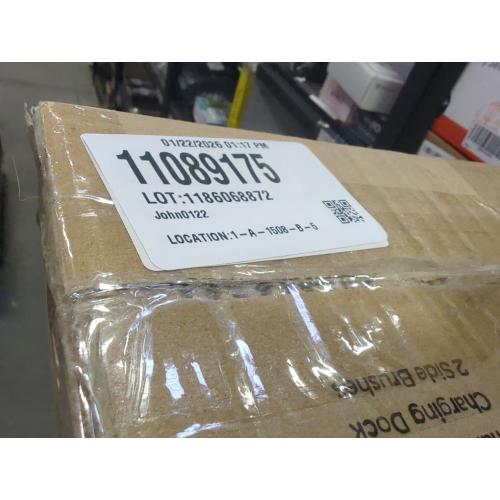 01/22/2026 01:17 PM
11089175
LOT:1186068872
John0122
LOCATION:1-A-1508-B-5
Charging Dock
2 Side Brushes